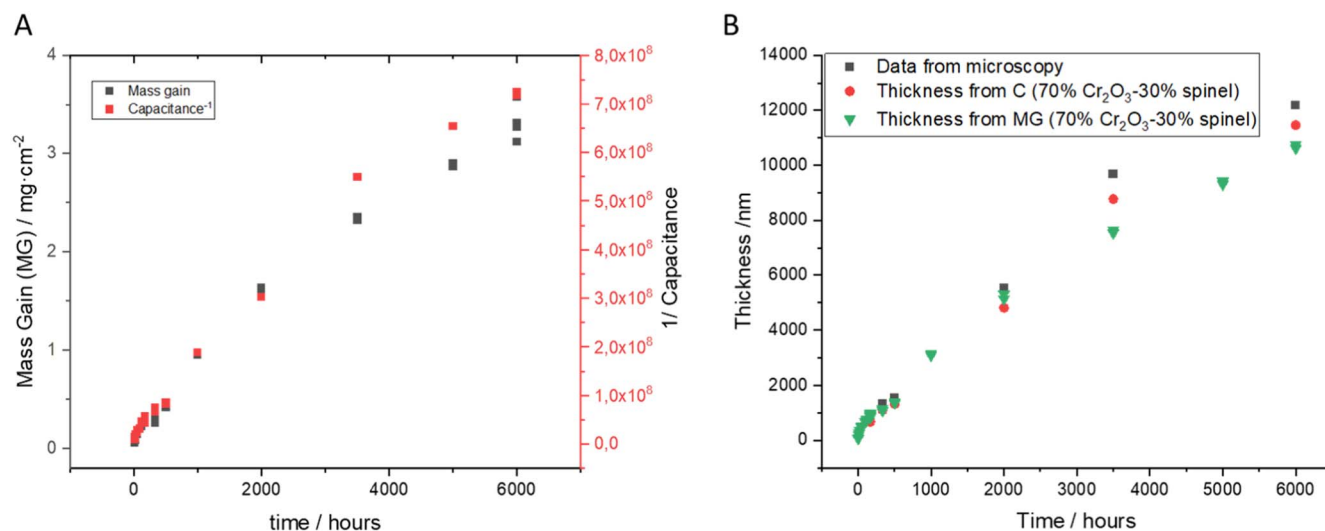 A
Mass Gain (MG) / mg·cm⁻²
4
3
2
1
0
Mass gain
Capacitance⁻¹
8,0x10⁸
7,0x10⁸
6,0x10⁸
5,0x10⁸
4,0x10⁸
3,0x10⁸
2,0x10⁸
1,0x10⁸
0,0
1/ Capacitance
0 2000 4000 6000
time / hours
B
Thickness /nm
14000
12000
10000
8000
6000
4000
2000
0
Data from microscopy
Thickness from C (70% Cr₂O₃-30% spinel)
Thickness from MG (70% Cr₂O₃-30% spinel)
0 1000 2000 3000 4000 5000 6000
Time / hours